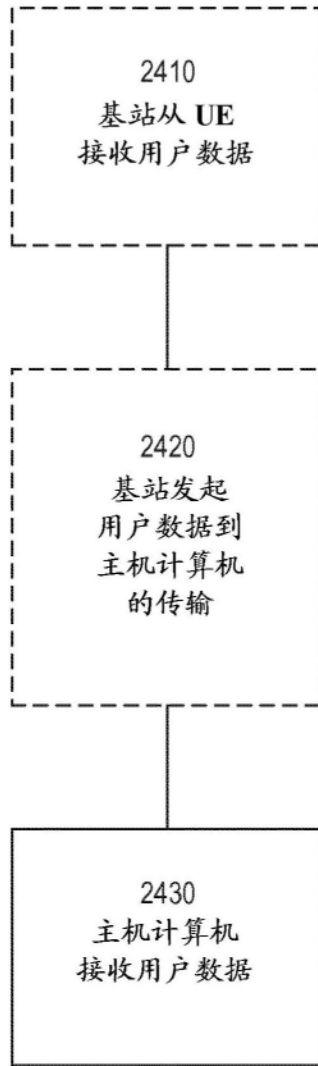 2410
基站从 UE
接收用户数据
2420
基站发起
用户数据到
主机计算机
的传输
2430
主机计算机
接收用户数据